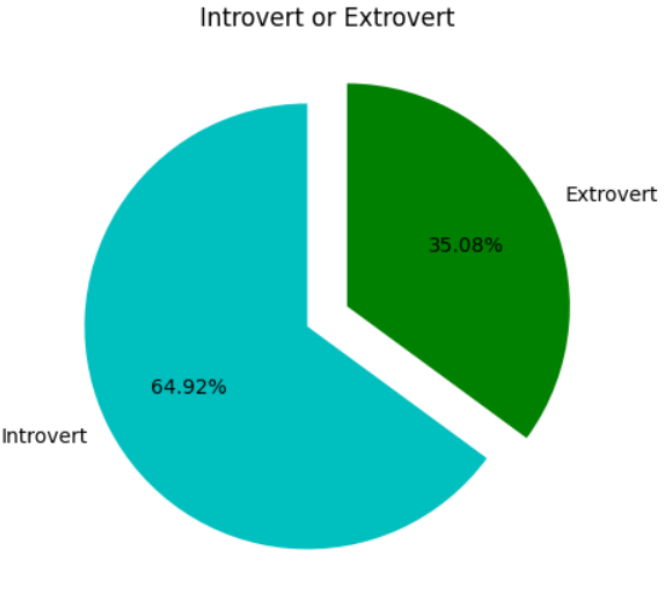 Introvert or Extrovert
Extrovert
35.08%
64.92%
Introvert